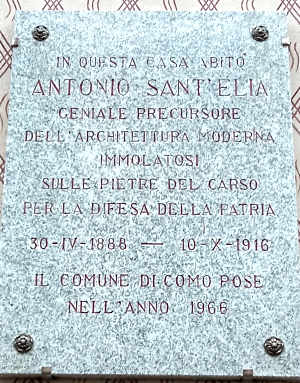 IN QUESTA CASA ABITÒ
ANTONIO SANT'ELIA
GENIALE PRECURSORE
DELL'ARCHITETTURA MODERNA
IMMOLATOSI
SULLE PIETRE DEL CARSO
PER LA DIFESA DELLA PATRIA
30-IV-1888 — 10-X-1916
IL COMUNE DI COMO POSE
NELL'ANNO 1966